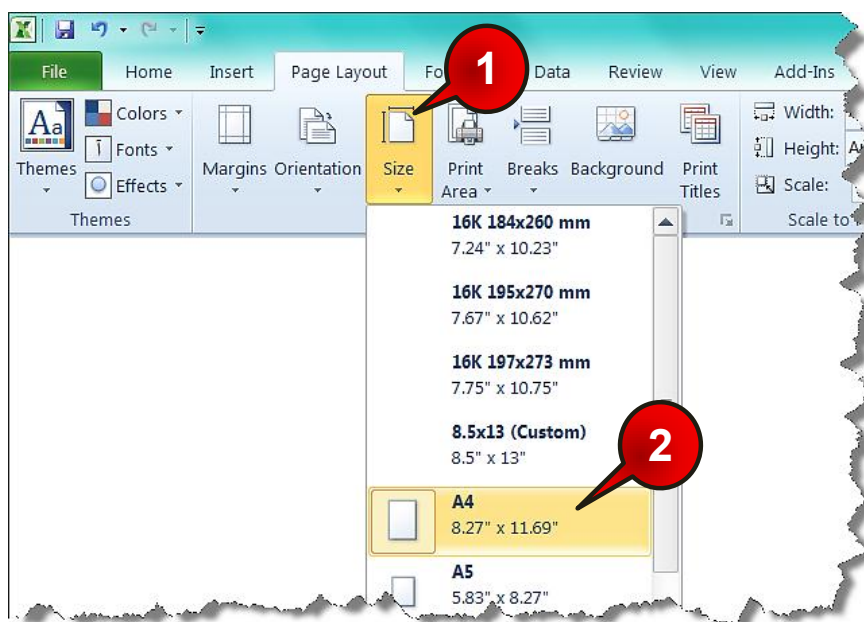 File Home Insert Page Layout Fo 1 Data Review View Add-Ins
Aa Colors
Fonts
Effects
Themes
Margins Orientation Size Print Area Breaks Background Print Titles
Width:
Height:
Scale:
Themes
Scale to
16K 184x260 mm
7.24" x 10.23"
16K 195x270 mm
7.67" x 10.62"
16K 197x273 mm
7.75" x 10.75"
8.5x13 (Custom)
8.5" x 13"
2
A4
8.27" x 11.69"
A5
5.83" x 8.27"